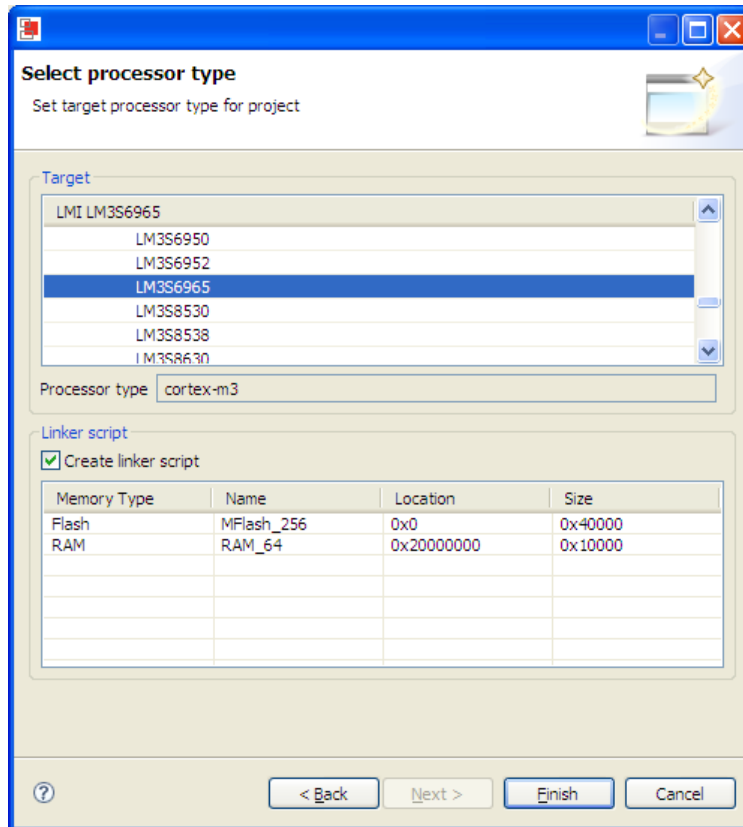 Select processor type
Set target processor type for project
Target
LMI LM3S6965
LM3S6950
LM3S6952
LM3S6965
LM3S8530
LM3S8538
LM3S8630
Processor type cortex-m3
Linker script
Create linker script
Memory Type Name Location Size
Flash MFlash_256 0x0 0x40000
RAM RAM_64 0x20000000 0x10000
? < Back Next > Finish Cancel